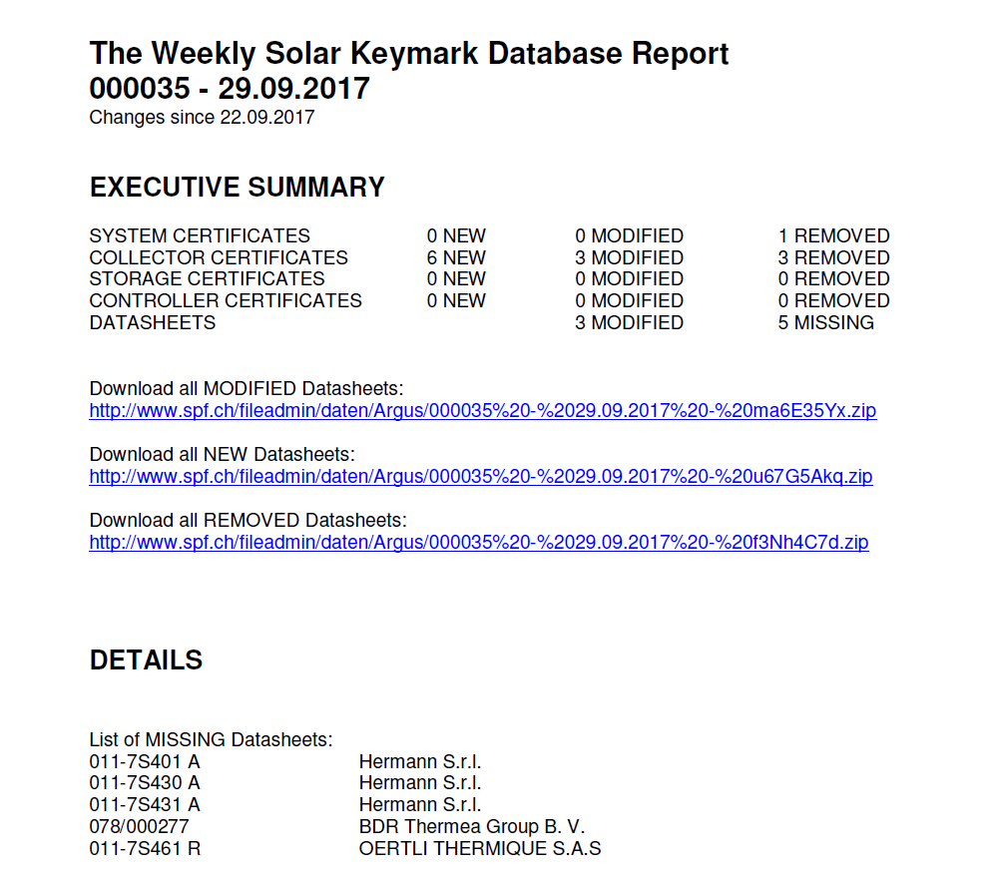 The Weekly Solar Keymark Database Report
000035 - 29.09.2017
Changes since 22.09.2017
EXECUTIVE SUMMARY
SYSTEM CERTIFICATES 0 NEW 0 MODIFIED 1 REMOVED
COLLECTOR CERTIFICATES 6 NEW 3 MODIFIED 3 REMOVED
STORAGE CERTIFICATES 0 NEW 0 MODIFIED 0 REMOVED
CONTROLLER CERTIFICATES 0 NEW 0 MODIFIED 0 REMOVED
DATASHEETS 3 MODIFIED 5 MISSING
Download all MODIFIED Datasheets:
http://www.spf.ch/fileadmin/daten/Argus/000035%20-%2029.09.2017%20-%20ma6E35Yx.zip
Download all NEW Datasheets:
http://www.spf.ch/fileadmin/daten/Argus/000035%20-%2029.09.2017%20-%20u67G5Akq.zip
Download all REMOVED Datasheets:
http://www.spf.ch/fileadmin/daten/Argus/000035%20-%2029.09.2017%20-%20f3Nh4C7d.zip
DETAILS
List of MISSING Datasheets:
011-7S401 A Hermann S.r.l.
011-7S430 A Hermann S.r.l.
011-7S431 A Hermann S.r.l.
078/000277 BDR Thermea Group B. V.
011-7S461 R OERTLI THERMIQUE S.A.S